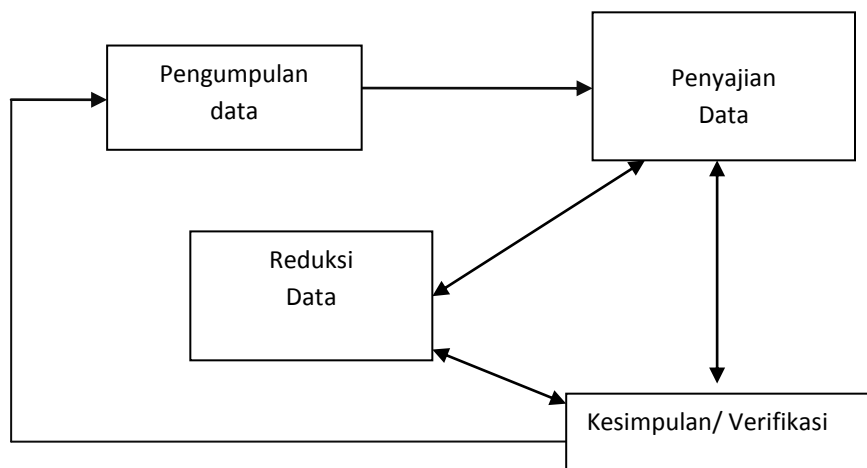 Pengumpulan
data
Penyajian
Data
Reduksi
Data
Kesimpulan/ Verifikasi